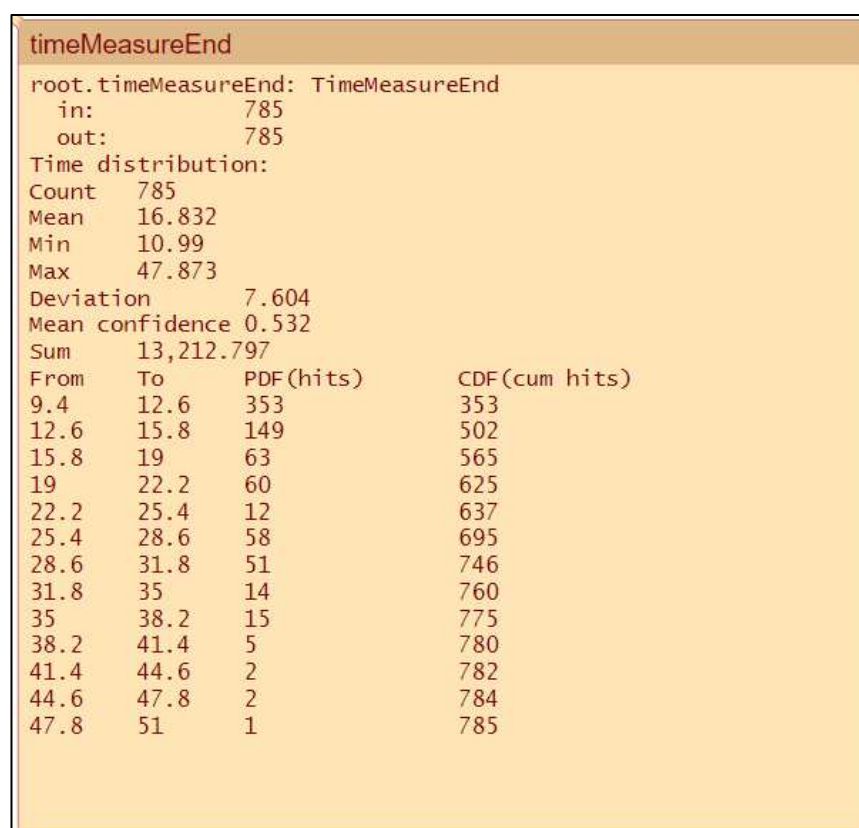 timeMeasureEnd
root.timeMeasureEnd: TimeMeasureEnd
in: 785
out: 785
Time distribution:
Count 785
Mean 16.832
Min 10.99
Max 47.873
Deviation 7.604
Mean confidence 0.532
Sum 13,212.797
From To PDF(hits) CDF(cum hits)
9.4 12.6 353 353
12.6 15.8 149 502
15.8 19 63 565
19 22.2 60 625
22.2 25.4 12 637
25.4 28.6 58 695
28.6 31.8 51 746
31.8 35 14 760
35 38.2 15 775
38.2 41.4 5 780
41.4 44.6 2 782
44.6 47.8 2 784
47.8 51 1 785